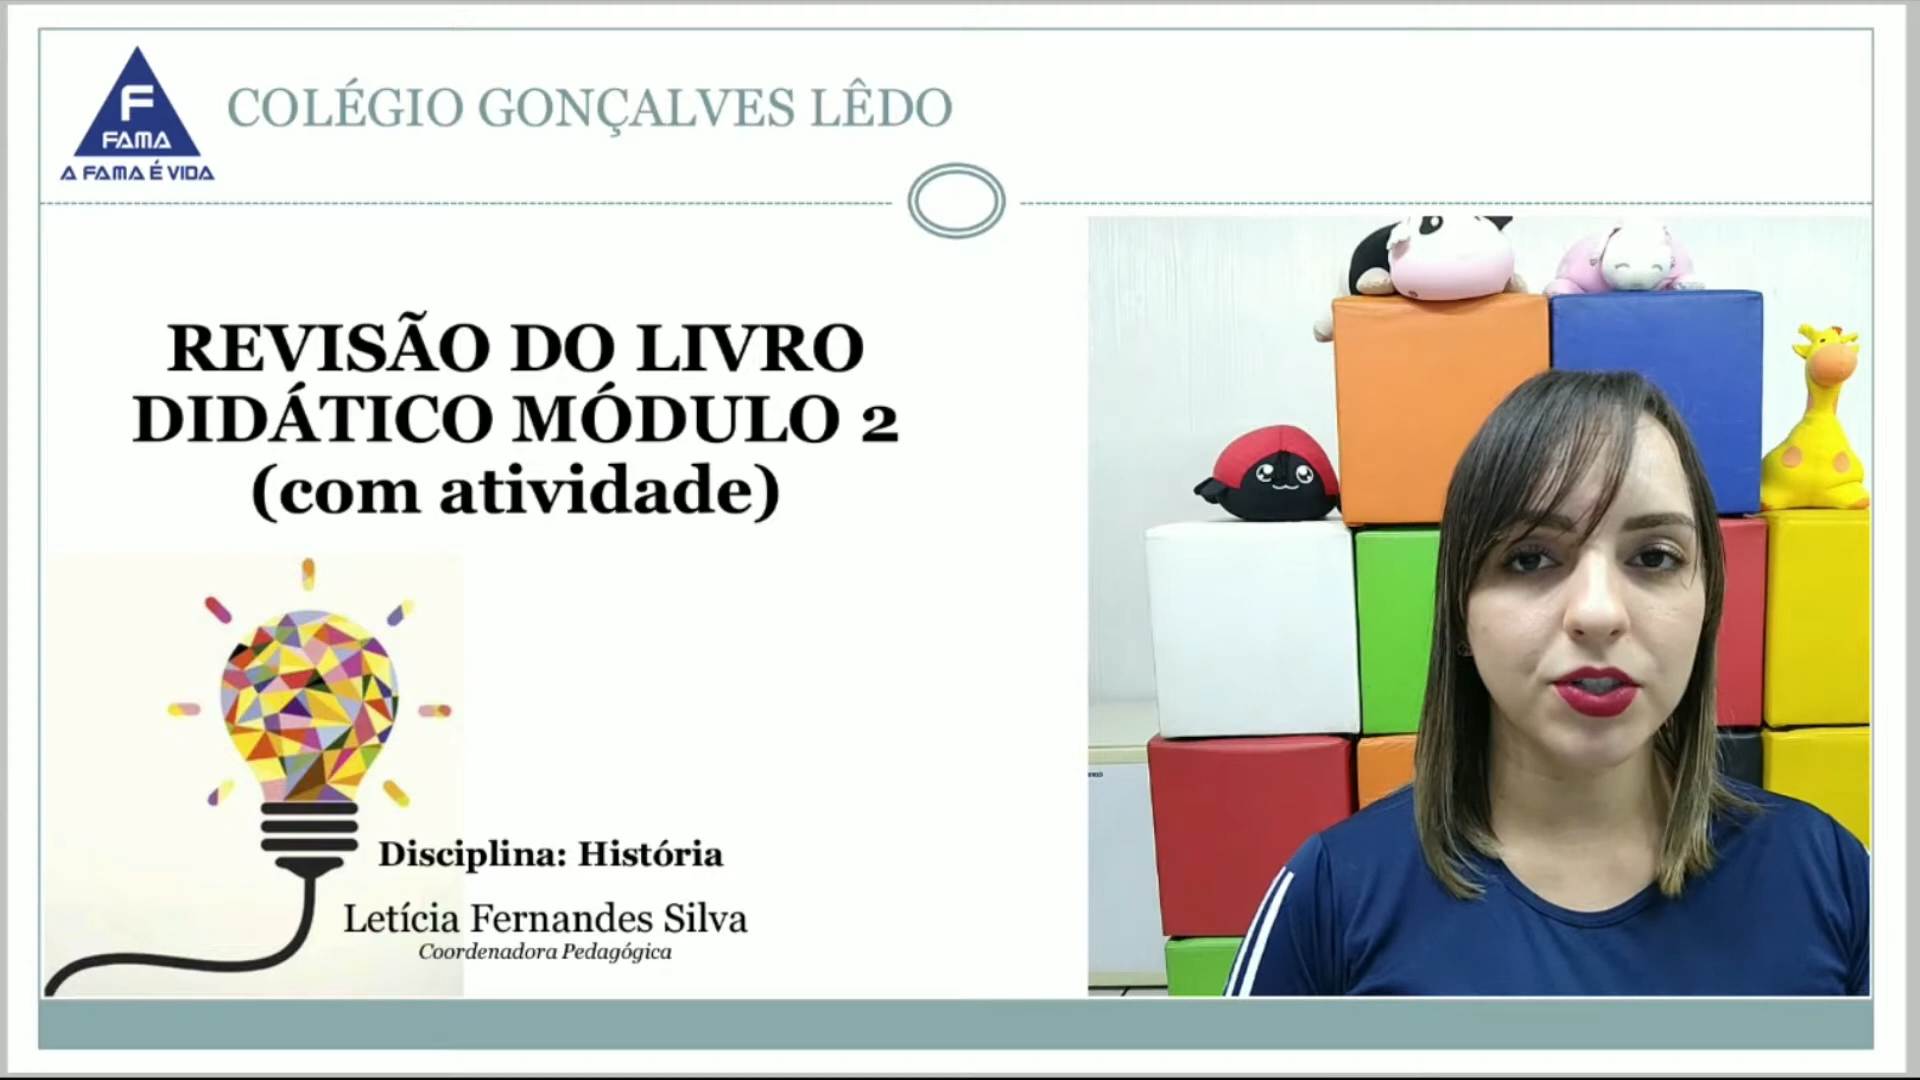 F
FAMA
A FAMA É VIDA
COLÉGIO GONÇALVES LÊDO
REVISÃO DO LIVRO
DIDÁTICO MÓDULO 2
(com atividade)
Disciplina: História
Letícia Fernandes Silva
Coordenadora Pedagógica